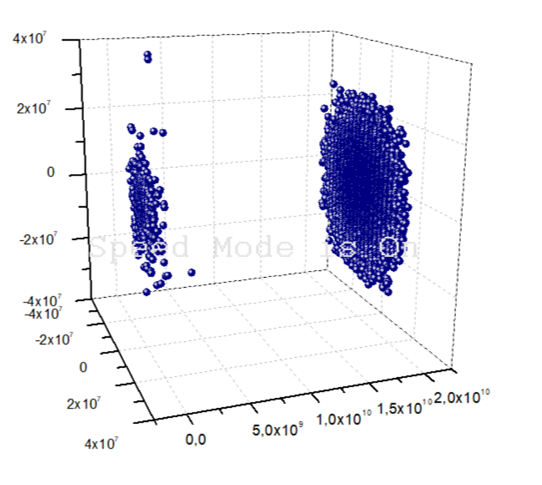 4x10⁷
2x10⁷
0
-2x10⁷
-4x10⁷
Speed Mode is On
-4x10⁷
-2x10⁷
0
2x10⁷
4x10⁷
0,0
5,0x10⁹
1,0x10¹⁰
1,5x10¹⁰
2,0x10¹⁰